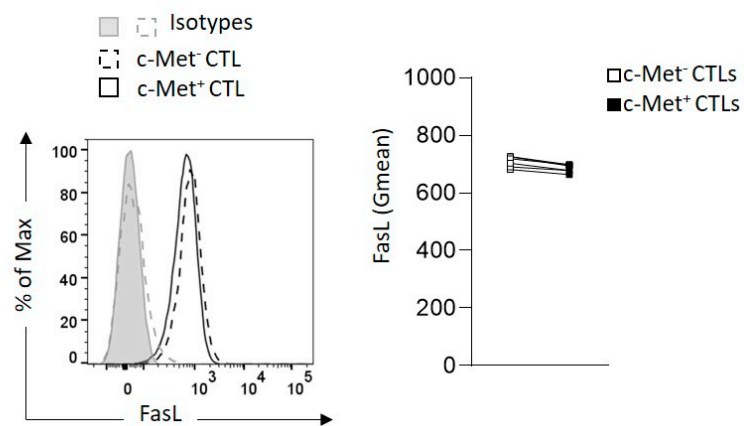 Isotypes
c-Met⁻ CTL
c-Met⁺ CTL
% of Max
100
80
60
40
20
0
0 10³ 10⁴ 10⁵
FasL
FasL (Gmean)
1000
800
600
400
200
0
c-Met⁻ CTLs
c-Met⁺ CTLs